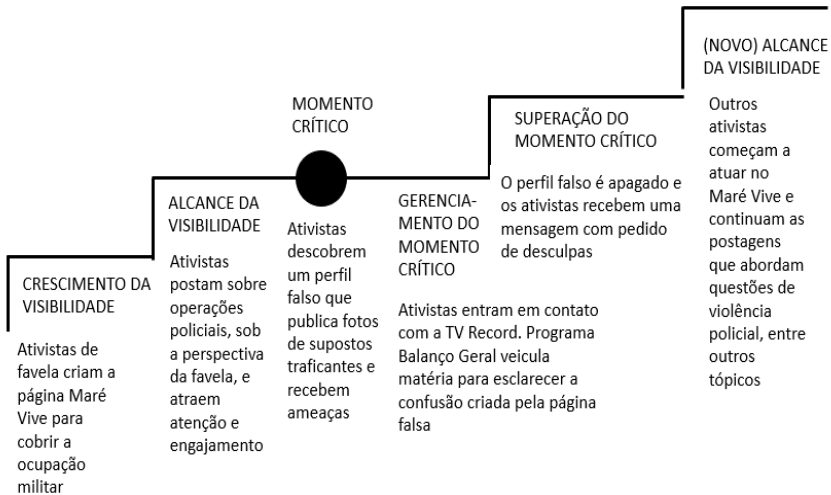 CRESCIMENTO DA
VISIBILIDADE
Ativistas de
favela criam a
página Maré
Vive para
cobrir a
ocupação
militar
ALCANCE DA
VISIBILIDADE
Ativistas
postam sobre
operações
policiais, sob
a perspectiva
da favela, e
atraem
atenção e
engajamento
MOMENTO
CRÍTICO
Ativistas
descobrem
um perfil
falso que
publica fotos
de supostos
traficantes e
recebem
ameaças
GERENCIA-
MENTO DO
MOMENTO
CRÍTICO
Ativistas entram em contato
com a TV Record. Programa
Balanço Geral veicula
matéria para esclarecer a
confusão criada pela página
falsa
SUPERAÇÃO DO
MOMENTO CRÍTICO
O perfil falso é apagado e
os ativistas recebem uma
mensagem com pedido
de desculpas
(NOVO) ALCANCE
DA VISIBILIDADE
Outros
ativistas
começam a
atuar no
Maré Vive e
continuam as
postagens
que abordam
questões de
violência
policial, entre
outros
tópicos